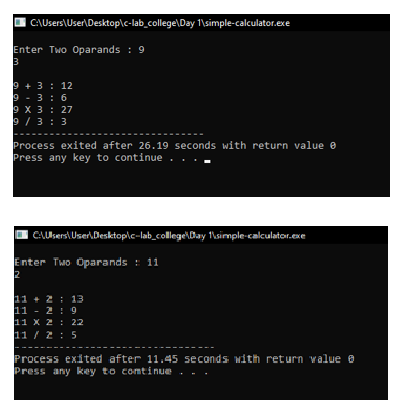 C:\Users\User\Desktop\c-lab_college\Day 1\simple-calculator.exe
Enter Two Oparands : 9
3
9 + 3 : 12
9 - 3 : 6
9 X 3 : 27
9 / 3 : 3
--------------------------------
Process exited after 26.19 seconds with return value 0
Press any key to continue . . .
C:\Users\User\Desktop\c-lab_college\Day 1\simple-calculator.exe
Enter Two Oparands : 11
2
11 + 2 : 13
11 - 2 : 9
11 X 2 : 22
11 / 2 : 5
--------------------------------
Process exited after 11.45 seconds with return value 0
Press any key to continue . . .